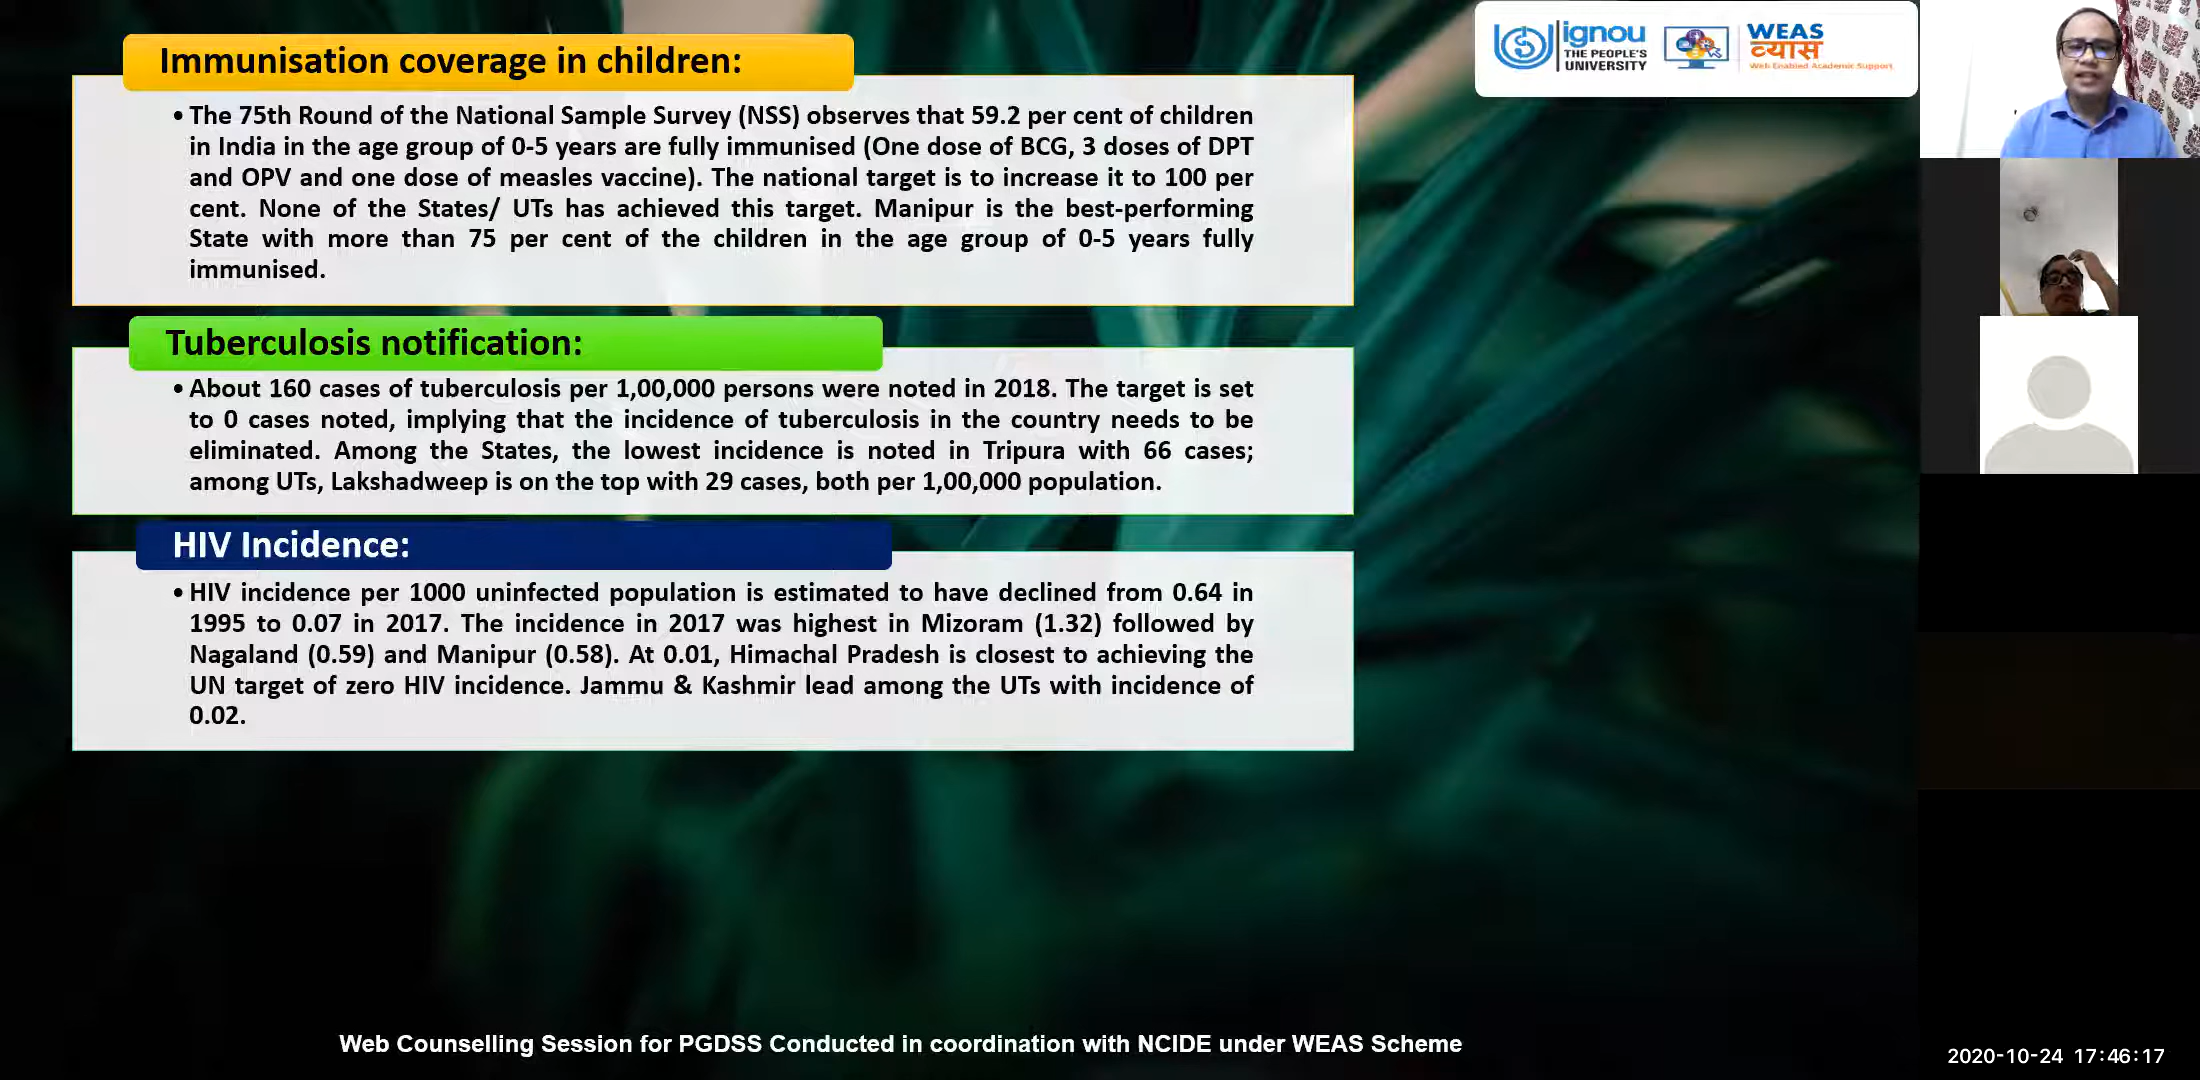 Immunisation coverage in children:
• The 75th Round of the National Sample Survey (NSS) observes that 59.2 per cent of children
in India in the age group of 0-5 years are fully immunised (One dose of BCG, 3 doses of DPT
and OPV and one dose of measles vaccine). The national target is to increase it to 100 per
cent. None of the States/ UTs has achieved this target. Manipur is the best-performing
State with more than 75 per cent of the children in the age group of 0-5 years fully
immunised.
Tuberculosis notification:
• About 160 cases of tuberculosis per 1,00,000 persons were noted in 2018. The target is set
to 0 cases noted, implying that the incidence of tuberculosis in the country needs to be
eliminated. Among the States, the lowest incidence is noted in Tripura with 66 cases;
among UTs, Lakshadweep is on the top with 29 cases, both per 1,00,000 population.
HIV Incidence:
• HIV incidence per 1000 uninfected population is estimated to have declined from 0.64 in
1995 to 0.07 in 2017. The incidence in 2017 was highest in Mizoram (1.32) followed by
Nagaland (0.59) and Manipur (0.58). At 0.01, Himachal Pradesh is closest to achieving the
UN target of zero HIV incidence. Jammu & Kashmir lead among the UTs with incidence of
0.02.
ignou
THE PEOPLE'S
UNIVERSITY
WEAS
व्यास
Web Enabled Academic Support
Web Counselling Session for PGDSS Conducted in coordination with NCIDE under WEAS Scheme
2020-10-24 17:46:17